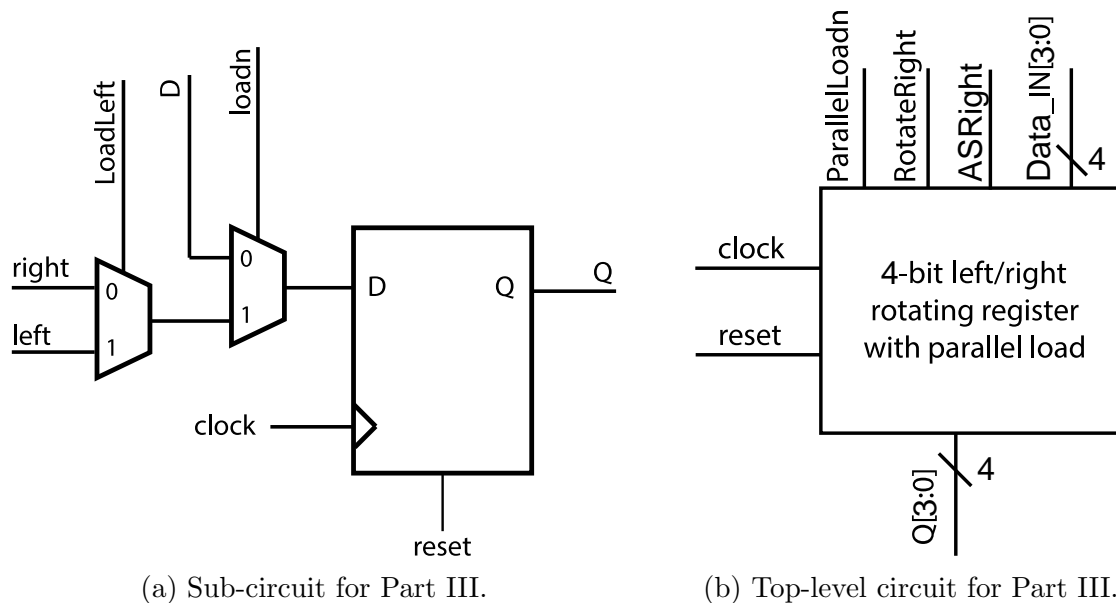 LoadLeft
D
loadn
right
0
left
1
0
1
D
Q
Q
clock
reset
(a) Sub-circuit for Part III.
ParallelLoadn
RotateRight
ASRight
Data_IN[3:0]
4
clock
reset
4-bit left/right
rotating register
with parallel load
4
Q[3:0]
(b) Top-level circuit for Part III.